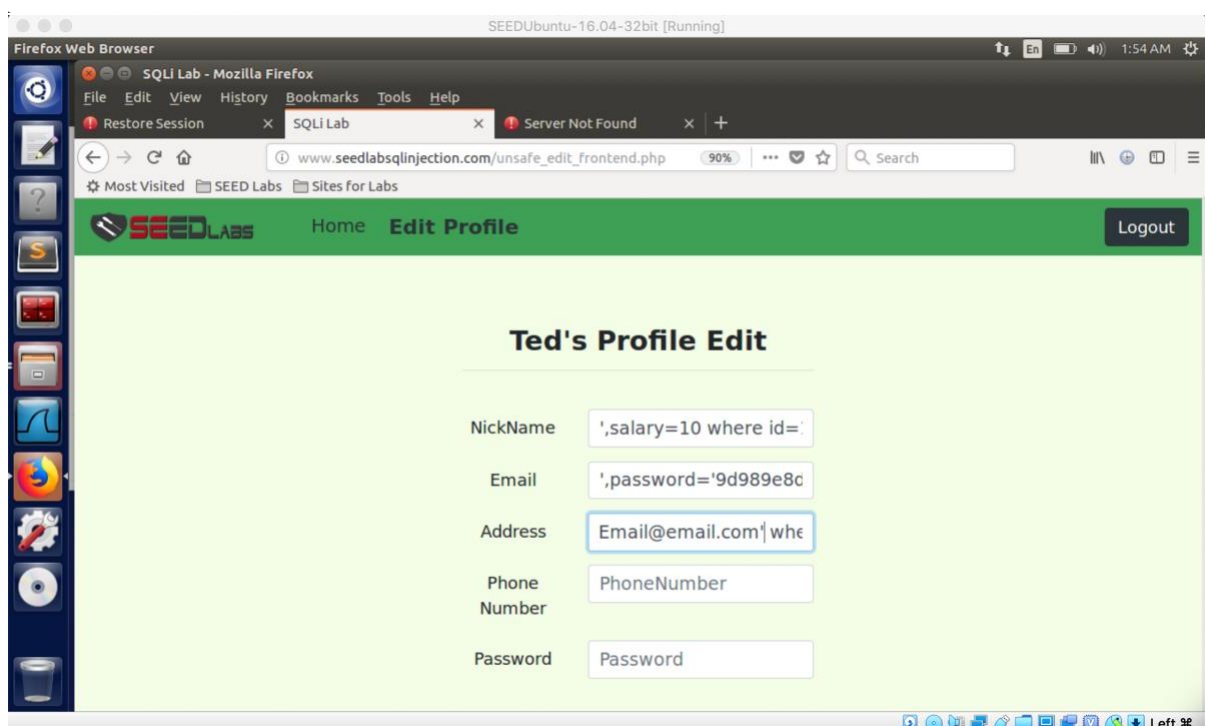 SEEDUbuntu-16.04-32bit [Running]
Firefox Web Browser
En
1:54 AM
SQLi Lab - Mozilla Firefox
File Edit View History Bookmarks Tools Help
Restore Session
SQLi Lab
Server Not Found
www.seedlabsqlinjection.com/unsafe_edit_frontend.php
90%
Search
Most Visited
SEED Labs
Sites for Labs
SEEDLABS
Home
Edit Profile
Logout
Ted's Profile Edit
NickName
',salary=10 where id=
Email
',password='9d989e8d
Address
Email@email.com' whe
Phone
Number
PhoneNumber
Password
Password
Left ⌘